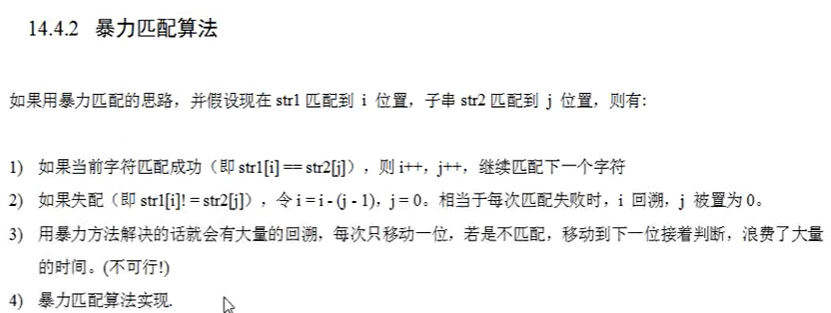 14.4.2 暴力匹配算法
如果用暴力匹配的思路，并假设现在 str1 匹配到 i 位置，子串 str2 匹配到 j 位置，则有:
1) 如果当前字符匹配成功（即 str1[i] == str2[j]），则 i++，j++，继续匹配下一个字符
2) 如果失配（即 str1[i]! = str2[j]），令 i = i - (j - 1)，j = 0。相当于每次匹配失败时，i 回溯，j 被置为 0。
3) 用暴力方法解决的话就会有大量的回溯，每次只移动一位，若是不匹配，移动到下一位接着判断，浪费了大量
的时间。(不可行!)
4) 暴力匹配算法实现.